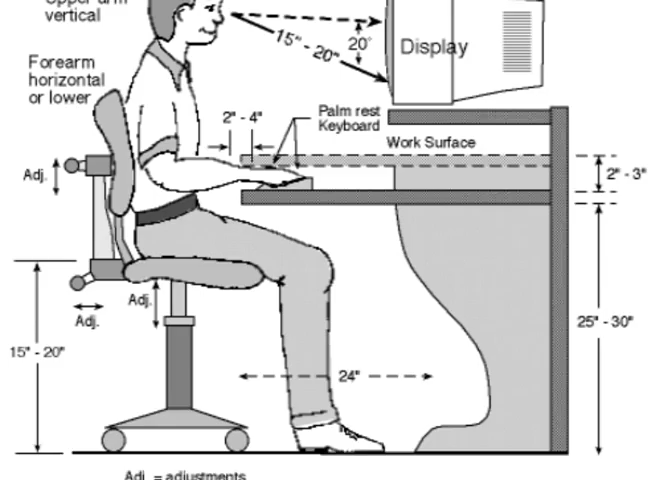 Upper arm
vertical
Forearm
horizontal
or lower
15" - 20"
20°
Display
2" - 4"
Palm rest
Keyboard
Work Surface
Adj.
2" - 3"
Adj.
Adj.
15" - 20"
24"
25" - 30"
Adj. = adjustments